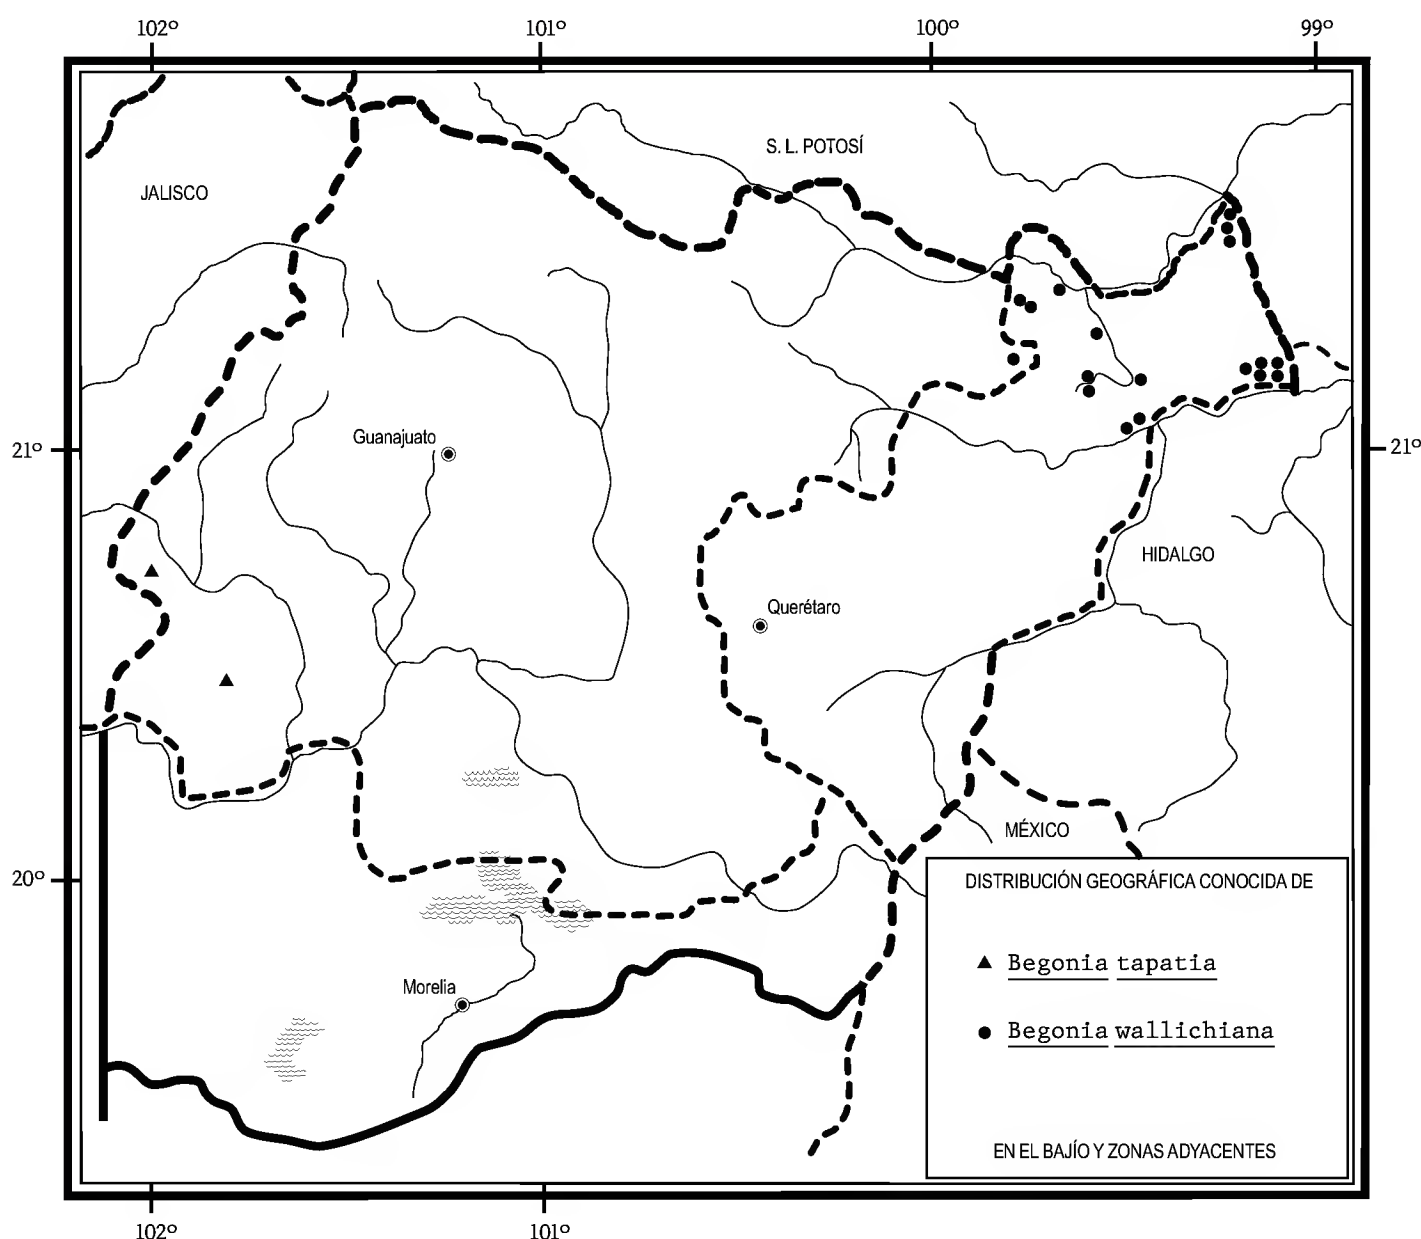 102º 101º 100º 99º
S. L. POTOSÍ
JALISCO
Guanajuato
21º 21º
HIDALGO
Querétaro
MÉXICO
20º
DISTRIBUCIÓN GEOGRÁFICA CONOCIDA DE
Begonia tapatia
Morelia
Begonia wallichiana
EN EL BAJÍO Y ZONAS ADYACENTES
102º 101º